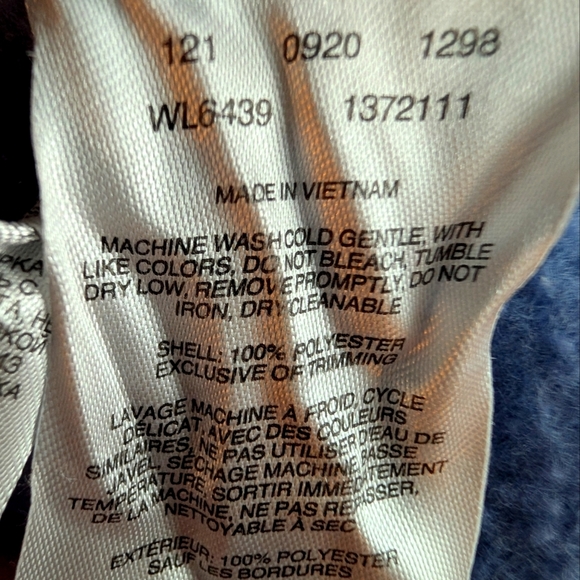 121 0920 1298
WL6439 1372111
MADE IN VIETNAM
MACHINE WASH COLD GENTLE, WITH
LIKE COLORS, DO NOT BLEACH, TUMBLE
DRY LOW, REMOVE PROMPTLY, DO NOT
IRON, DRY CLEANABLE
SHELL: 100% POLYESTER
EXCLUSIVE OF TRIMMING
LAVAGE MACHINE À FROID, CYCLE
DÉLICAT AVEC DES COULEURS
SIMILAIRES, NE PAS UTILISER D'EAU DE
JAVEL, SÉCHAGE MACHINE BASSE
TEMPÉRATURE, SORTIR IMMÉDIATEMENT
DE LA MACHINE, NE PAS REPASSER,
NETTOYABLE À SEC
EXTÉRIEUR: 100% POLYESTER
SAUF LES BORDURES